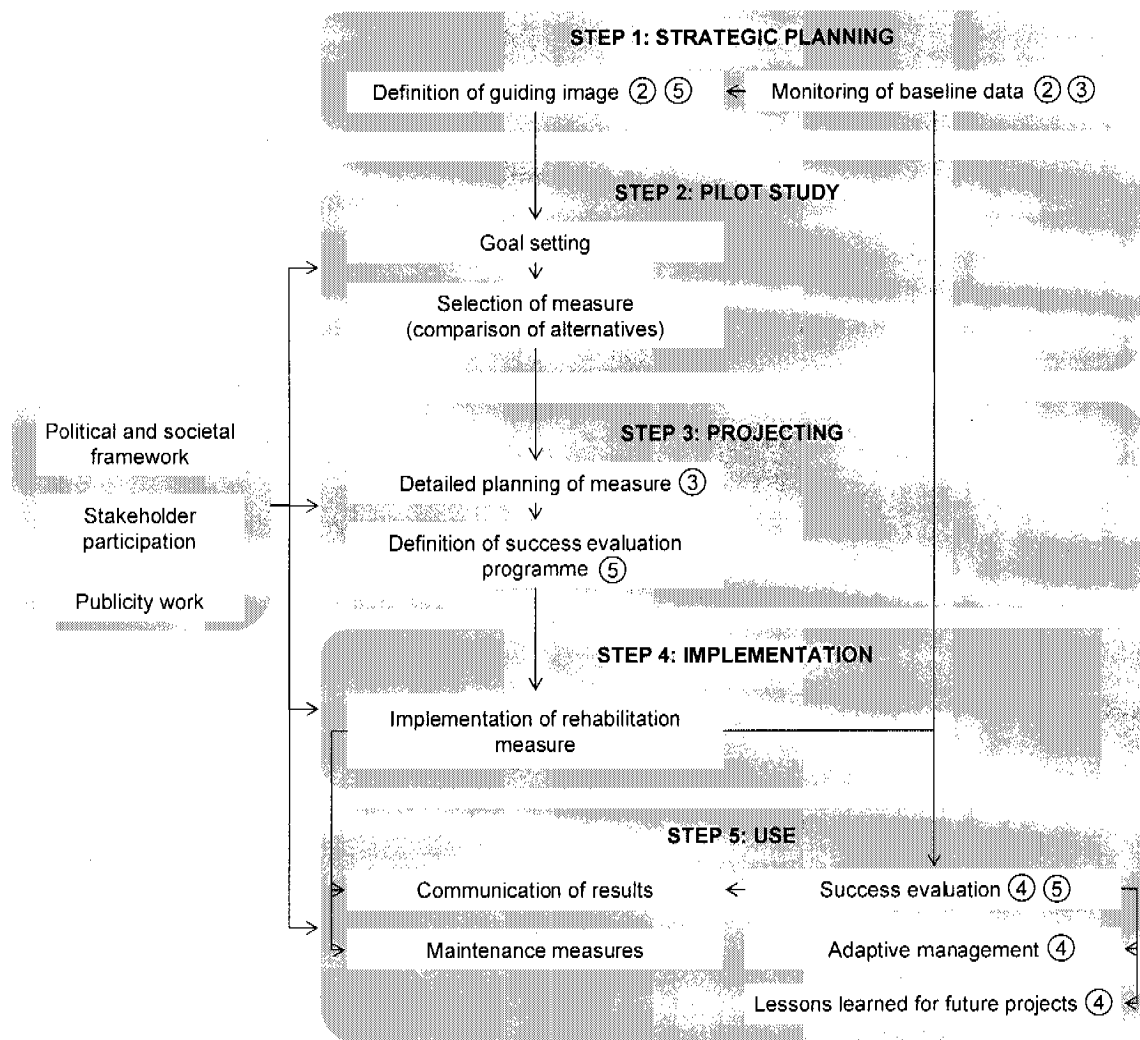 STEP 1: STRATEGIC PLANNING
Definition of guiding image ② ⑤
Monitoring of baseline data ② ③
STEP 2: PILOT STUDY
Goal setting
Selection of measure
(comparison of alternatives)
Political and societal
framework
Stakeholder
participation
Publicity work
STEP 3: PROJECTING
Detailed planning of measure ③
Definition of success evaluation
programme ⑤
STEP 4: IMPLEMENTATION
Implementation of rehabilitation
measure
STEP 5: USE
Communication of results
Success evaluation ④ ⑤
Maintenance measures
Adaptive management ④
Lessons learned for future projects ④